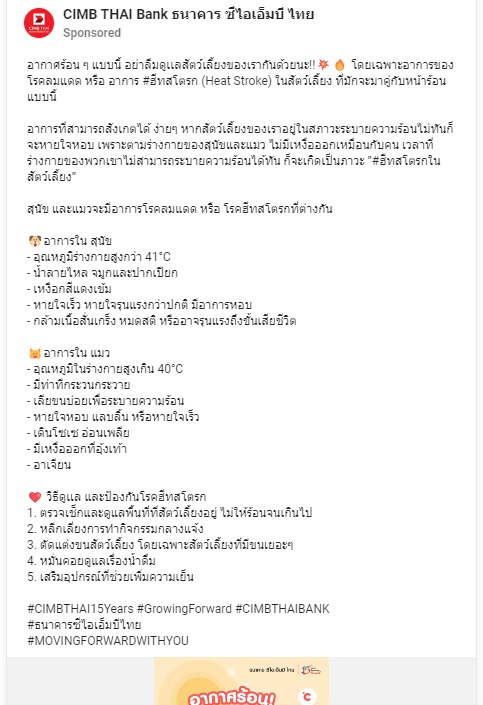 CIMB THAI Bank ธนาคาร ซีไอเอ็มบี ไทย
Sponsored
อากาศร้อน ๆ แบบนี้ อย่าลืมดูแลสัตว์เลี้ยงของเรากันด้วยนะ!!💥 🔥 โดยเฉพาะอาการของ
โรคลมแดด หรือ อาการ #ฮีทสโตรก (Heat Stroke) ในสัตว์เลี้ยง ที่มักจะมาคู่กับหน้าร้อน
แบบนี้
อาการที่สามารถสังเกตได้ ง่ายๆ หากสัตว์เลี้ยงของเราอยู่ในสภาวะระบายความร้อนไม่ทันก็
จะหายใจหอบ เพราะตามร่างกายของสุนัขและแมว ไม่มีเหงื่อออกเหมือนกับคน เวลาที่
ร่างกายของพวกเขาไม่สามารถระบายความร้อนได้ทัน ก็จะเกิดเป็นภาวะ "#ฮีทสโตรกใน
สัตว์เลี้ยง"
สุนัข และแมวจะมีอาการโรคลมแดด หรือ โรคฮีทสโตรกที่ต่างกัน
🐶อาการใน สุนัข
- อุณหภูมิร่างกายสูงกว่า 41°C
- น้ำลายไหล จมูกและปากเปียก
- เหงือกสีแดงเข้ม
- หายใจเร็ว หายใจรุนแรงกว่าปกติ มีอาการหอบ
- กล้ามเนื้อสั่นเกร็ง หมดสติ หรืออาจรุนแรงถึงขั้นเสียชีวิต
🐱อาการใน แมว
- อุณหภูมิในร่างกายสูงเกิน 40°C
- มีท่าทีกระวนกระวาย
- เลียขนบ่อยเพื่อระบายความร้อน
- หายใจหอบ แลบลิ้น หรือหายใจเร็ว
- เดินโซเซ อ่อนเพลีย
- มีเหงื่อออกที่อุ้งเท้า
- อาเจียน
❤️ วิธีดูแล และป้องกันโรคฮีทสโตรก
1. ตรวจเช็กและดูแลพื้นที่ที่สัตว์เลี้ยงอยู่ ไม่ให้ร้อนจนเกินไป
2. หลีกเลี่ยงการทำกิจกรรมกลางแจ้ง
3. ตัดแต่งขนสัตว์เลี้ยง โดยเฉพาะสัตว์เลี้ยงที่มีขนเยอะๆ
4. หมั่นคอยดูแลเรื่องน้ำดื่ม
5. เสริมอุปกรณ์ที่ช่วยเพิ่มความเย็น
#CIMBTHAI15Years #GrowingForward #CIMBTHAIBANK
#ธนาคารซีไอเอ็มบีไทย
#MOVINGFORWARDWITHYOU
ธนาคาร ซีไอเอ็มบี ไทย
อากาศร้อน!